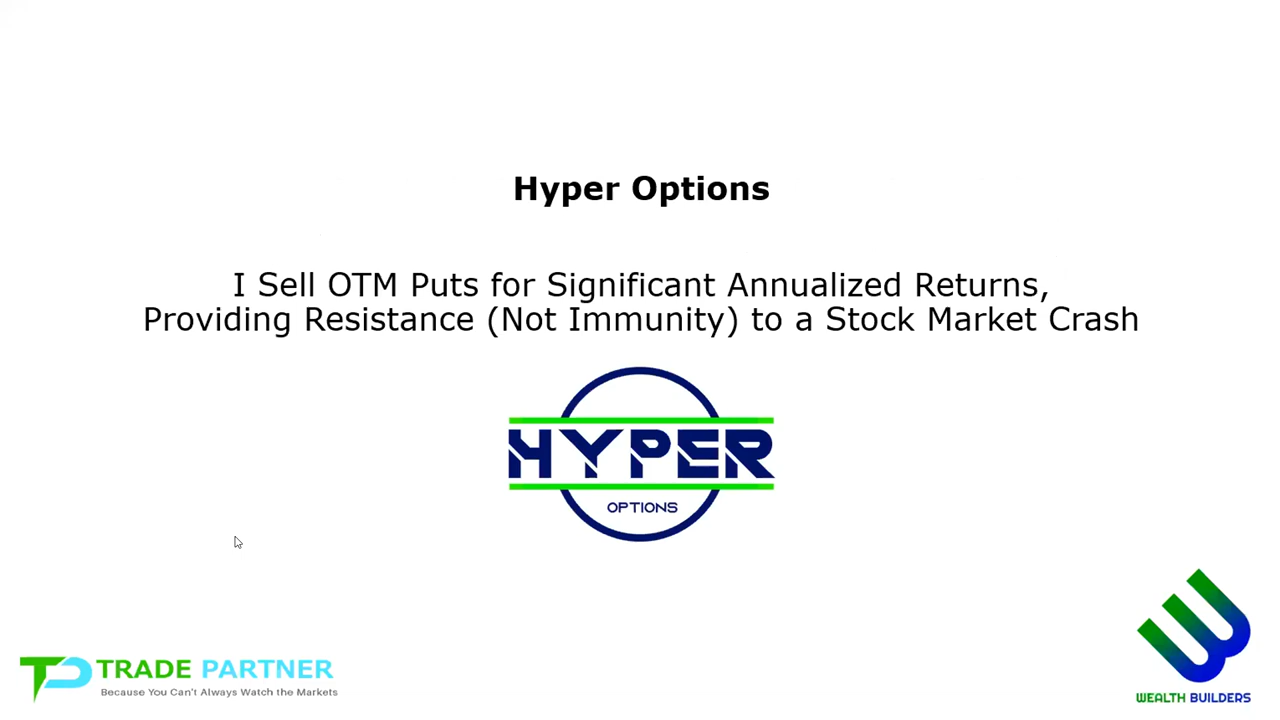 Hyper Options
I Sell OTM Puts for Significant Annualized Returns,
Providing Resistance (Not Immunity) to a Stock Market Crash
HYPER
OPTIONS
TP TRADE PARTNER
Because You Can't Always Watch the Markets
WEALTH BUILDERS